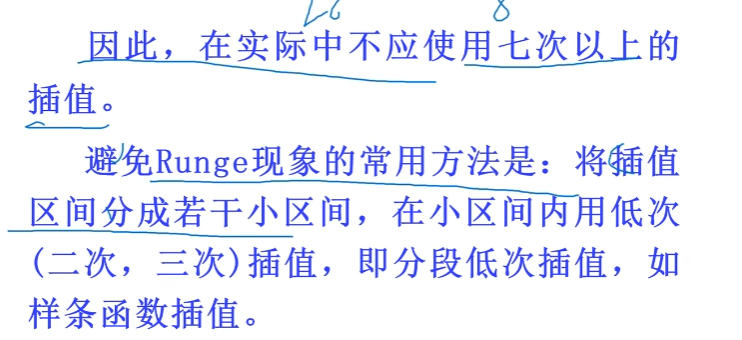 因此，在实际中不应使用七次以上的
插值。
避免Runge现象的常用方法是：将插值
区间分成若干小区间，在小区间内用低次
(二次，三次)插值，即分段低次插值，如
样条函数插值。